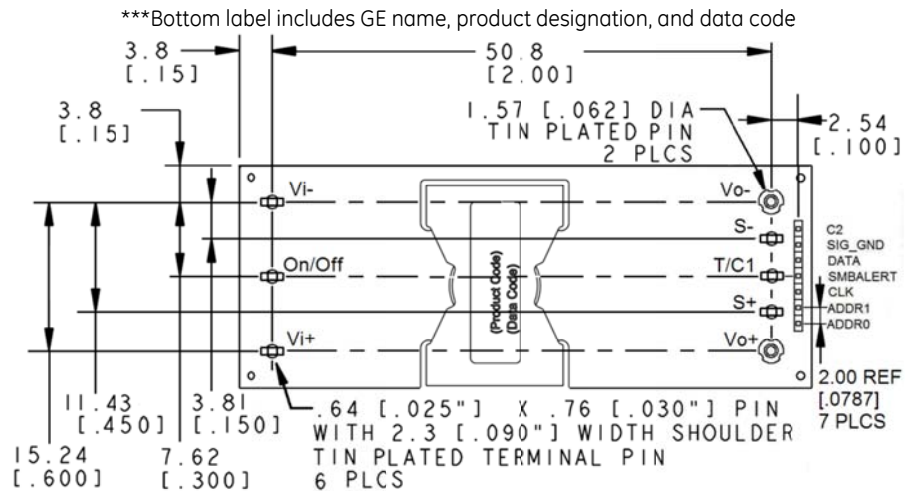 ***Bottom label includes GE name, product designation, and data code
3.8
[.15]
50.8
[2.00]
3.8
[.15]
1.57 [.062] DIA
TIN PLATED PIN
2 PLCS
2.54
[.100]
Vi-
Vo-
S-
On/Off
T/C1
S+
Vi+
Vo+
(Product Code)
(Data Code)
C2
SIG_GND
DATA
SMBALERT
CLK
ADDR1
ADDR0
2.00 REF
[.0787]
7 PLCS
11.43
[.450]
3.81
[.150]
.64 [.025"] X .76 [.030"] PIN
WITH 2.3 [.090"] WIDTH SHOULDER
TIN PLATED TERMINAL PIN
6 PLCS
15.24
[.600]
7.62
[.300]